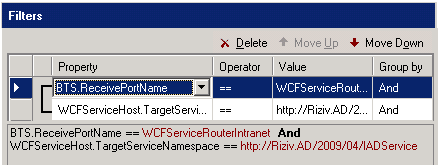 Filters
Delete Move Up Move Down
Property Operator Value Group by
BTS.ReceivePortName == WCFServiceRout... And
WCFServiceHost.TargetServi... == http://Riziv.AD/2... And
BTS.ReceivePortName == WCFServiceRouterIntranet And
WCFServiceHost.TargetServiceNamespace == http://Riziv.AD/2009/04/IADService